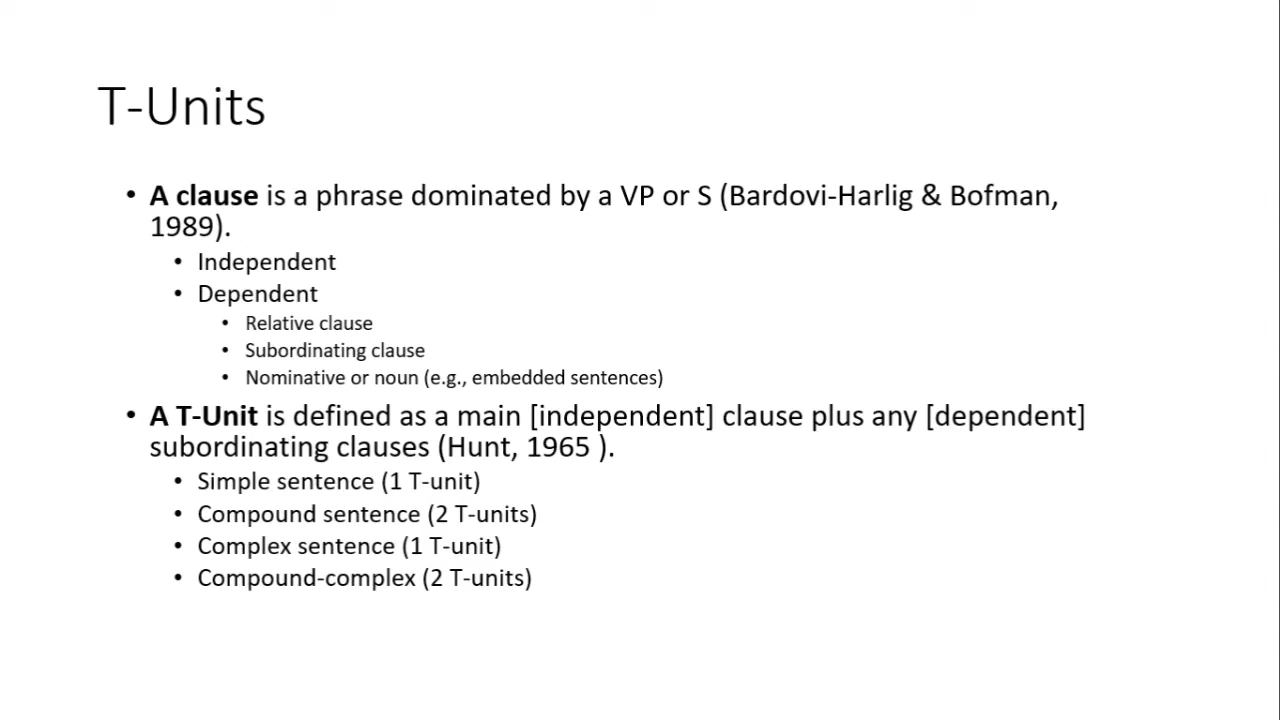 T-Units
• A clause is a phrase dominated by a VP or S (Bardovi-Harlig & Bofman,
1989).
• Independent
• Dependent
• Relative clause
• Subordinating clause
• Nominative or noun (e.g., embedded sentences)
• A T-Unit is defined as a main [independent] clause plus any [dependent]
subordinating clauses (Hunt, 1965 ).
• Simple sentence (1 T-unit)
• Compound sentence (2 T-units)
• Complex sentence (1 T-unit)
• Compound-complex (2 T-units)